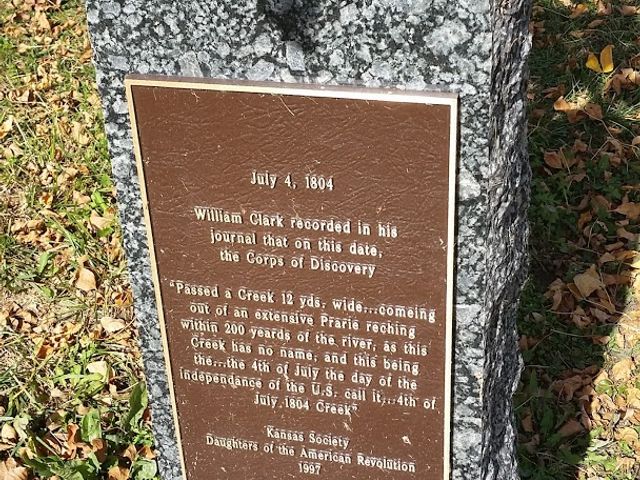 July 4, 1804
William Clark recorded in his
journal that on this date,
the Corps of Discovery
"Passed a Creek 12 yds. wide...comeing
out of an extensive Prarie reching
within 200 yeards of the river, as this
Creek has no name, and this being
the...the 4th of July the day of the
independance of the U.S. call it...4th of
July 1804 Creek"
Kansas Society
Daughters of the American Revolution
1997